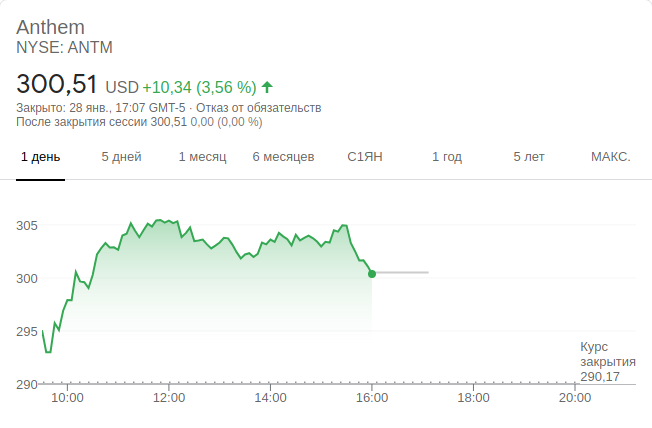 Anthem
NYSE: ANTM
300,51 USD +10,34 (3,56 %)
Закрыто: 28 янв., 17:07 GMT-5 · Отказ от обязательств
После закрытия сессии 300,51 0,00 (0,00 %)
1 день 5 дней 1 месяц 6 месяцев С1ЯН 1 год 5 лет МАКС.
305
300
295
290
Курс
закрытия
290,17
10:00 12:00 14:00 16:00 18:00 20:00